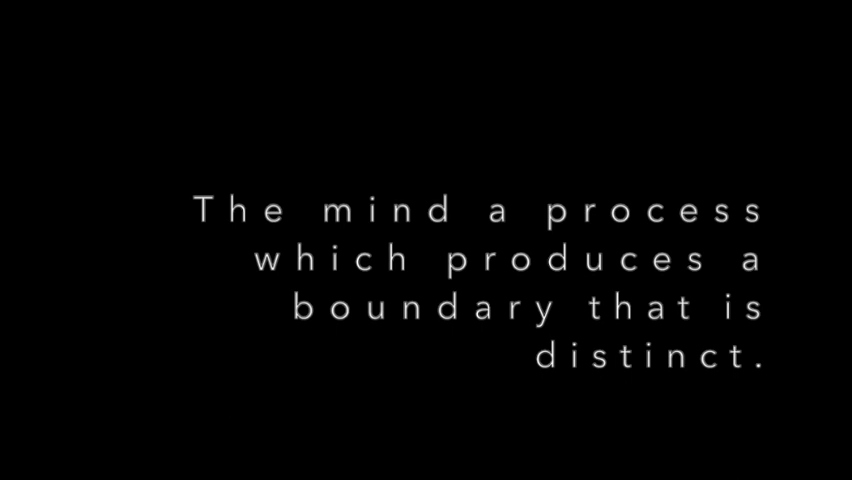 The mind a process
which produces a
boundary that is
distinct.